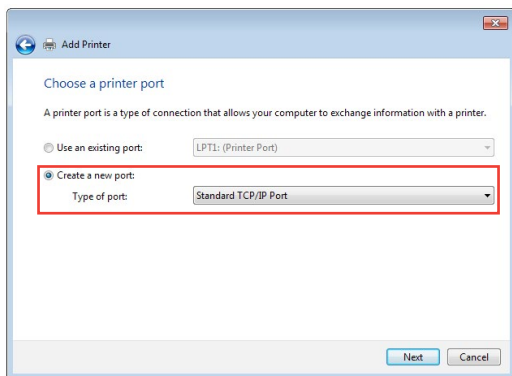 Add Printer
Choose a printer port
A printer port is a type of connection that allows your computer to exchange information with a printer.
Use an existing port: LPT1: (Printer Port)
Create a new port:
Type of port: Standard TCP/IP Port
Next Cancel